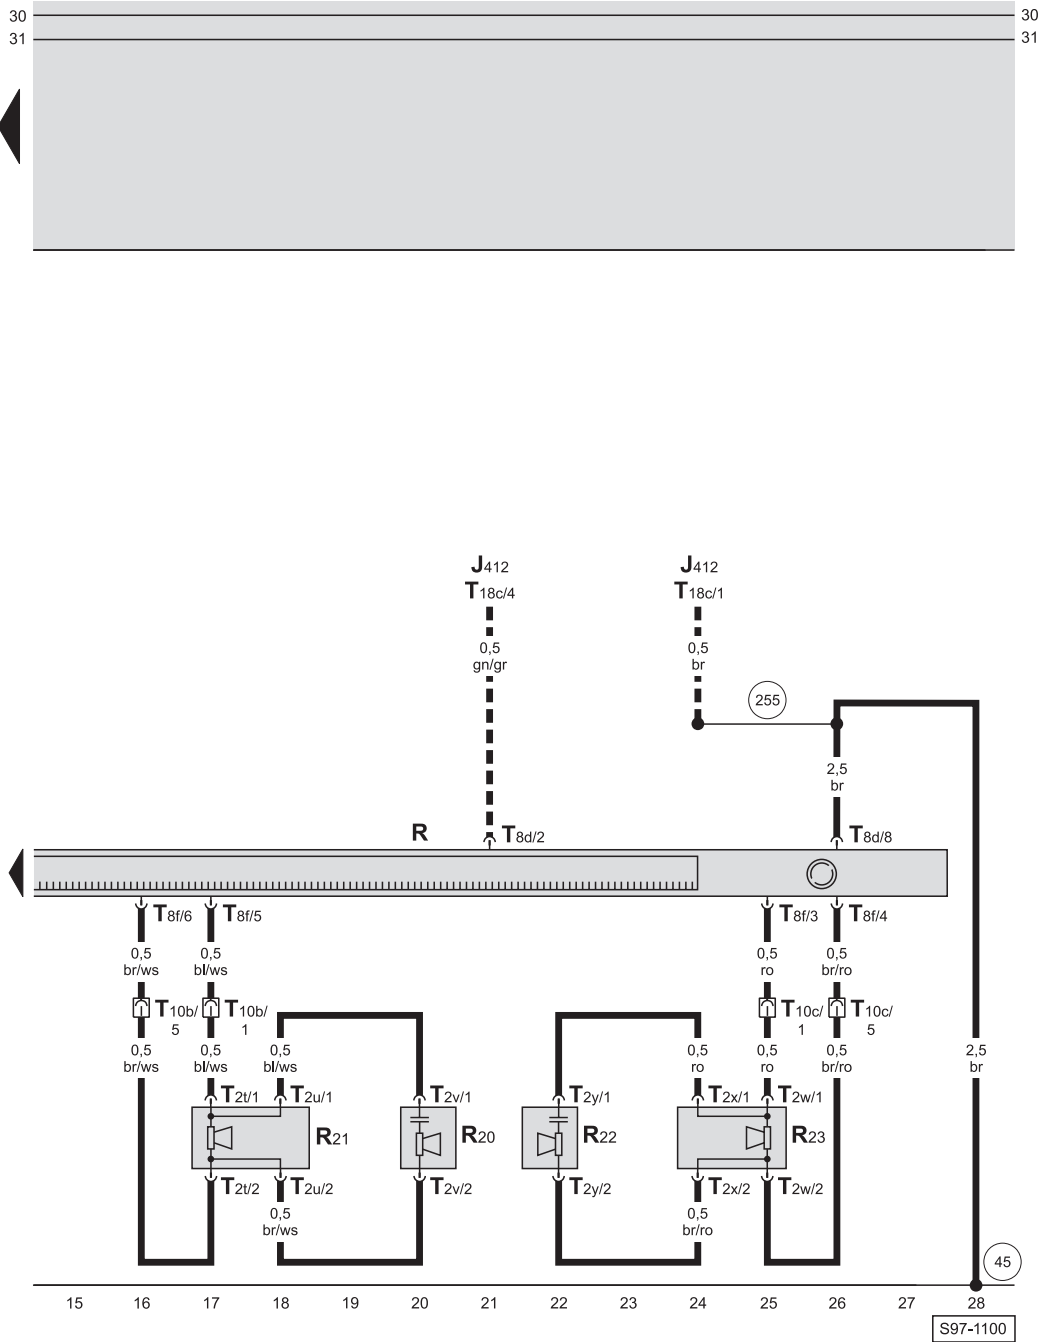 30 30
31 31
J412 J412
T18c/4 T18c/1
0,5 0,5
gn/gr br
255
2,5
br
R T8d/2 T8d/8
T8f/6 T8f/5 T8f/3 T8f/4
0,5 0,5 0,5 0,5
br/ws bl/ws ro br/ro
T10b/ T10b/ T10c/ T10c/
5 1 1 5
0,5 0,5 0,5 0,5 0,5 0,5 2,5
br/ws bl/ws bl/ws ro ro br/ro br
T2t/1 T2u/1 T2v/1 T2y/1 T2x/1 T2w/1
R21 R20 R22 R23
T2t/2 T2u/2 T2v/2 T2y/2 T2x/2 T2w/2
0,5 0,5
br/ws br/ro
45
15 16 17 18 19 20 21 22 23 24 25 26 27 28
S97-1100